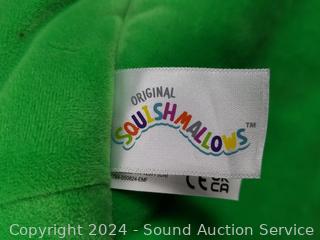 ORIGINAL
SQUISHMALLOWS™
CE UK
CA
Copyright 2024 - Sound Auction Service